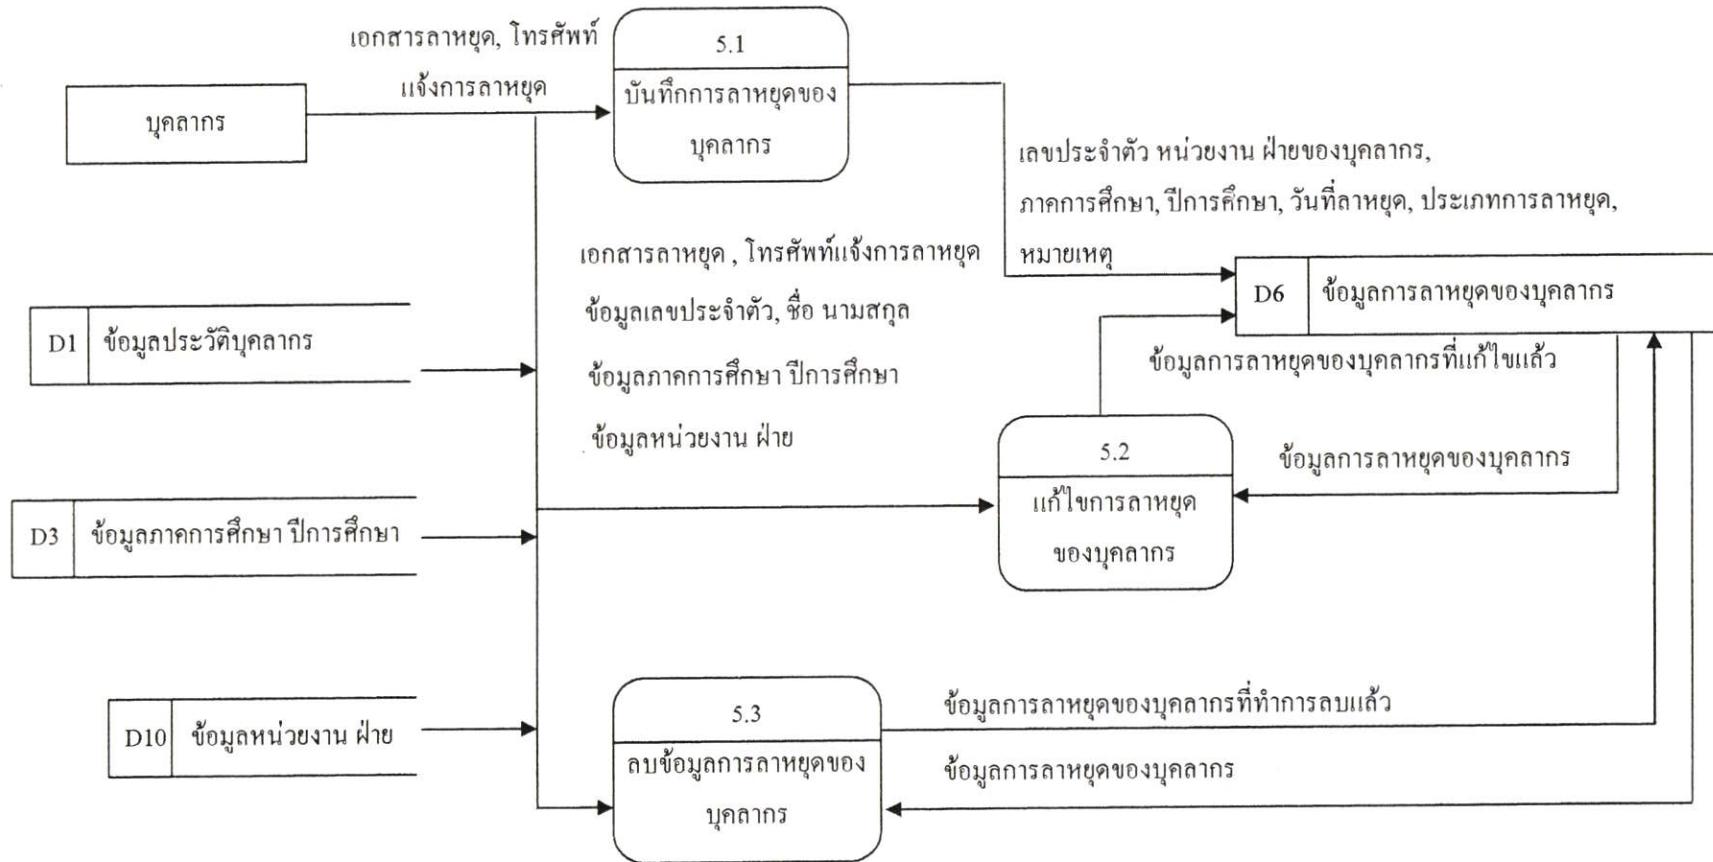 เอกสารลาหยุด, โทรศัพท์
แจ้งการลาหยุด
บุคลากร
5.1
บันทึกการลาหยุดของ
บุคลากร
เลขประจำตัว หน่วยงาน ฝ่ายของบุคลากร,
ภาคการศึกษา, ปีการศึกษา, วันที่ลาหยุด, ประเภทการลาหยุด,
หมายเหตุ
เอกสารลาหยุด , โทรศัพท์แจ้งการลาหยุด
ข้อมูลเลขประจำตัว, ชื่อ นามสกุล
ข้อมูลภาคการศึกษา ปีการศึกษา
ข้อมูลหน่วยงาน ฝ่าย
D6 ข้อมูลการลาหยุดของบุคลากร
D1 ข้อมูลประวัติบุคลากร
ข้อมูลการลาหยุดของบุคลากรที่แก้ไขแล้ว
5.2
แก้ไขการลาหยุด
ของบุคลากร
ข้อมูลการลาหยุดของบุคลากร
D3 ข้อมูลภาคการศึกษา ปีการศึกษา
D10 ข้อมูลหน่วยงาน ฝ่าย
5.3
ลบข้อมูลการลาหยุดของ
บุคลากร
ข้อมูลการลาหยุดของบุคลากรที่ทำการลบแล้ว
ข้อมูลการลาหยุดของบุคลากร